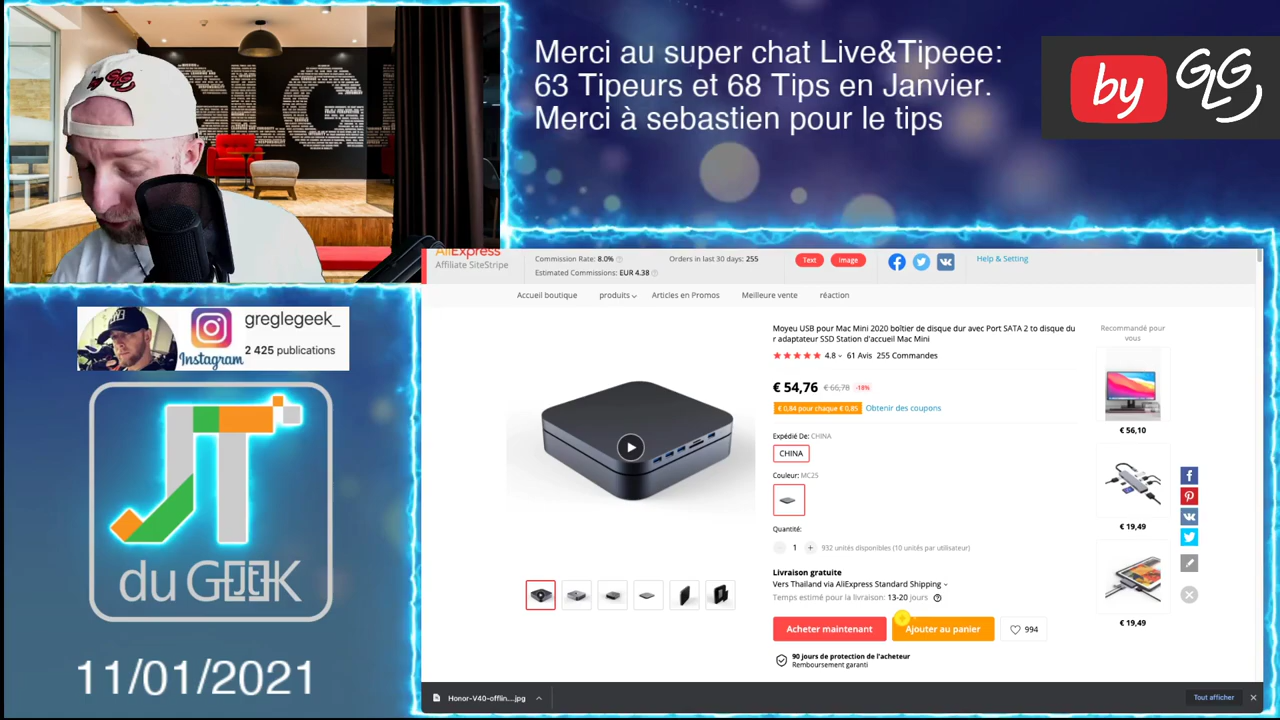 Merci au super chat Live&Tipeee:
63 Tipeurs et 68 Tips en Janvier.
Merci à sebastien pour le tips
by GLG
greglegeek_
Instagram
2 425 publications
JT
du GEEK
11/01/2021
AliExpress
Affiliate SiteStripe
Commission Rate: 8.0%
Estimated Commissions: EUR 4.38
Orders in last 30 days: 255
Text
Image
Help & Setting
Accueil boutique
produits
Articles en Promos
Meilleure vente
réaction
Moyeu USB pour Mac Mini 2020 boîtier de disque dur avec Port SATA 2 to disque du
r adaptateur SSD Station d'accueil Mac Mini
4.8
61 Avis
255 Commandes
€ 54,76
€ 66,78
-18%
€ 0,84 pour chaque € 0,85
Obtenir des coupons
Expédié De: CHINA
CHINA
Couleur: MC25
Quantité:
- 1 +
932 unités disponibles (10 unités par utilisateur)
Livraison gratuite
Vers Thailand via AliExpress Standard Shipping
Temps estimé pour la livraison: 13-20 jours
Acheter maintenant
Ajouter au panier
994
90 jours de protection de l'acheteur
Remboursement garanti
Recommandé pour
vous
€ 56,10
€ 19,49
€ 19,49
Honor-V40-offlin....jpg
Tout afficher